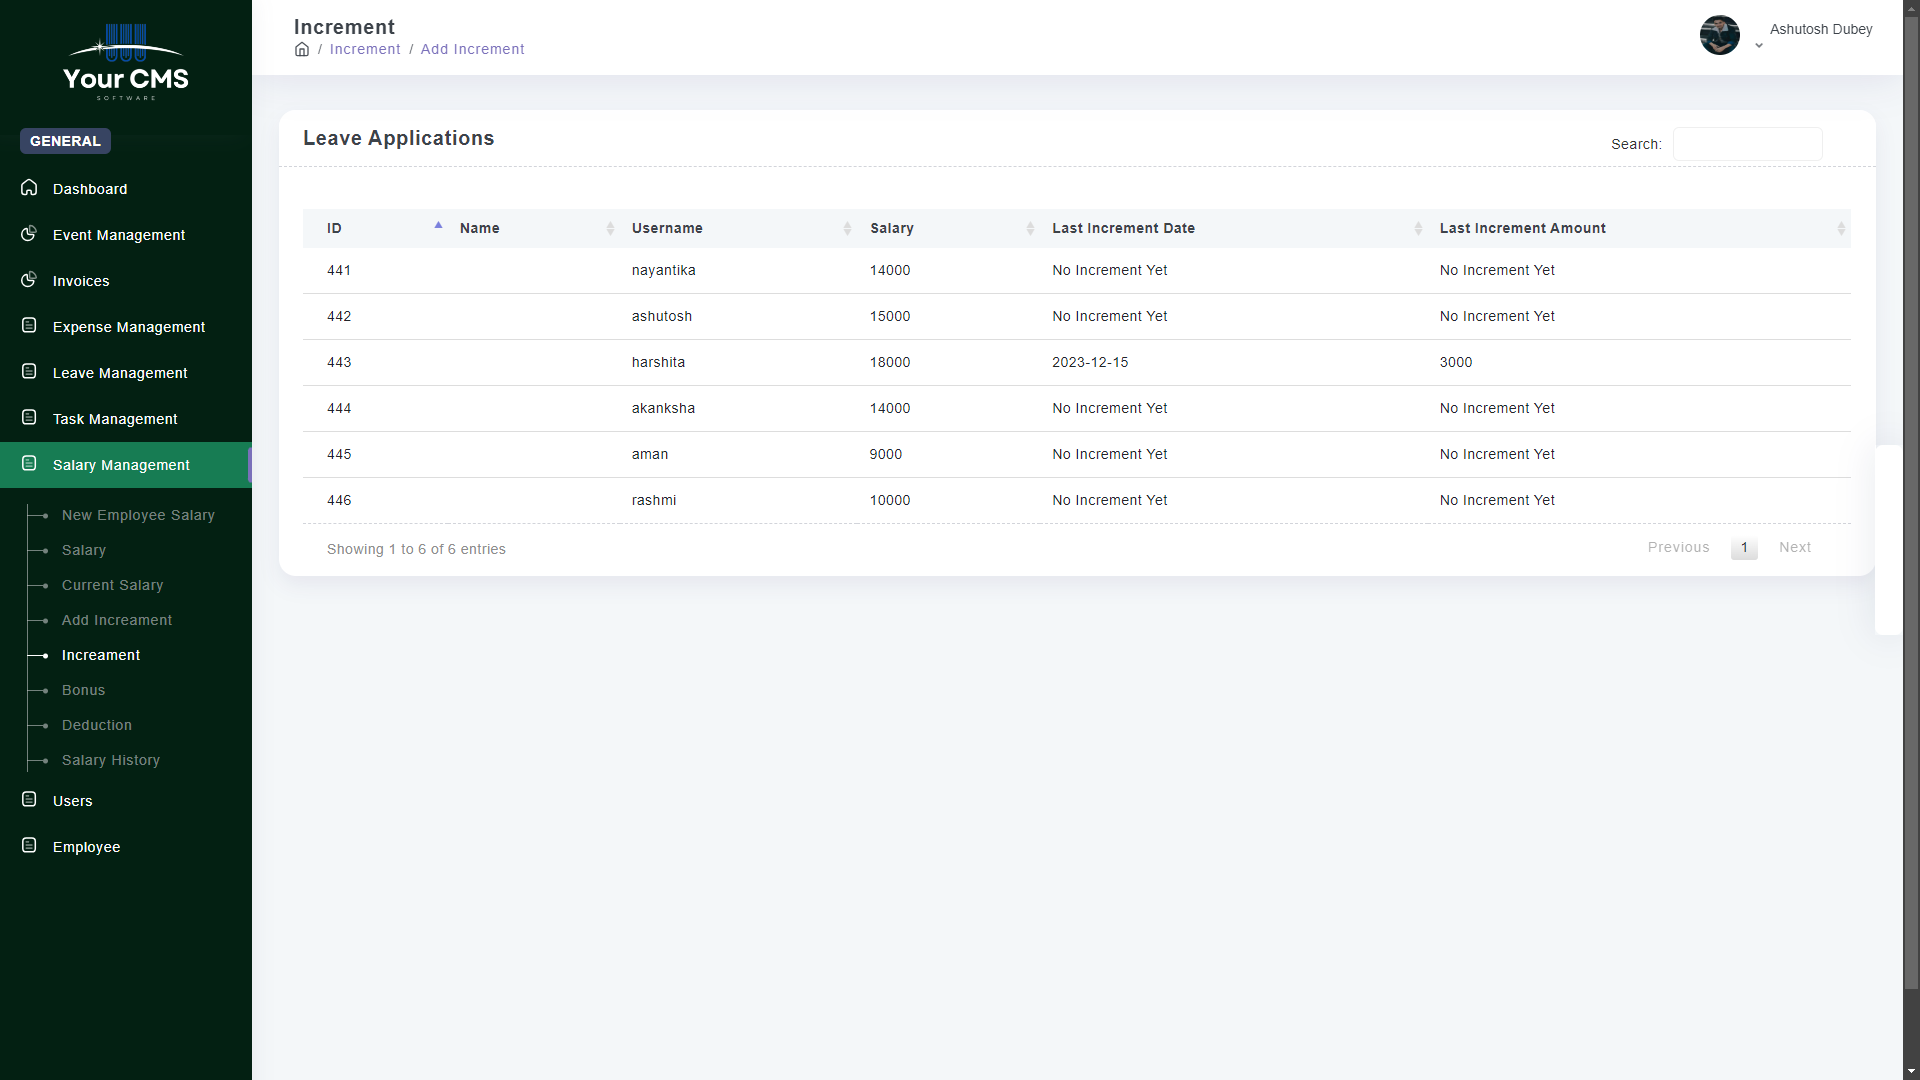 Your CMS
SOFTWARE
GENERAL
Dashboard
Event Management
Invoices
Expense Management
Leave Management
Task Management
Salary Management
New Employee Salary
Salary
Current Salary
Add Increament
Increament
Bonus
Deduction
Salary History
Users
Employee
Increment
/ Increment / Add Increment
Ashutosh Dubey
Leave Applications
Search:
ID Name Username Salary Last Increment Date Last Increment Amount
441 nayantika 14000 No Increment Yet No Increment Yet
442 ashutosh 15000 No Increment Yet No Increment Yet
443 harshita 18000 2023-12-15 3000
444 akanksha 14000 No Increment Yet No Increment Yet
445 aman 9000 No Increment Yet No Increment Yet
446 rashmi 10000 No Increment Yet No Increment Yet
Showing 1 to 6 of 6 entries
Previous 1 Next